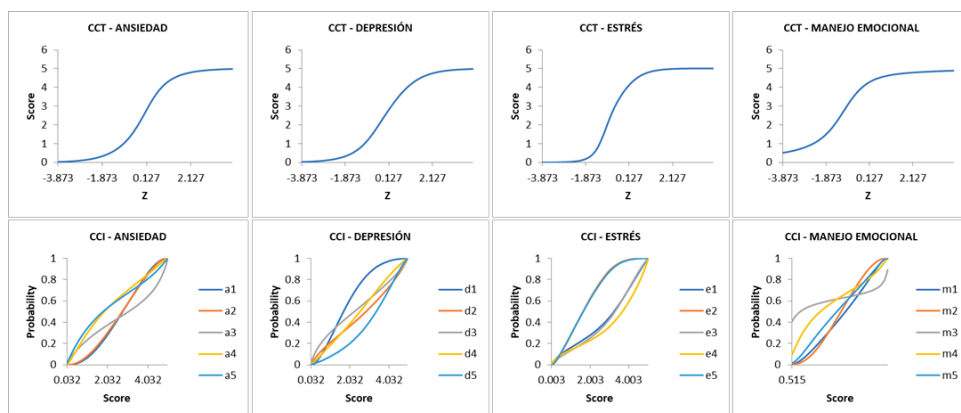 CCT - ANSIEDAD
6
5
4
3
2
1
0
Score
-3.873 -1.873 0.127 2.127
Z
CCT - DEPRESIÓN
6
5
4
3
2
1
0
Score
-3.873 -1.873 0.127 2.127
Z
CCT - ESTRÉS
6
5
4
3
2
1
0
Score
-3.873 -1.873 0.127 2.127
Z
CCT - MANEJO EMOCIONAL
6
5
4
3
2
1
0
Score
-3.873 -1.873 0.127 2.127
Z
CCI - ANSIEDAD
1
0.8
0.6
0.4
0.2
0
Probability
0.032 2.032 4.032
Score
a1
a2
a3
a4
a5
CCI - DEPRESIÓN
1
0.8
0.6
0.4
0.2
0
Probability
0.032 2.032 4.032
Score
d1
d2
d3
d4
d5
CCI - ESTRÉS
1
0.8
0.6
0.4
0.2
0
Probability
0.003 2.003 4.003
Score
e1
e2
e3
e4
e5
CCI - MANEJO EMOCIONAL
1
0.8
0.6
0.4
0.2
0
Probability
0.515
Score
m1
m2
m3
m4
m5